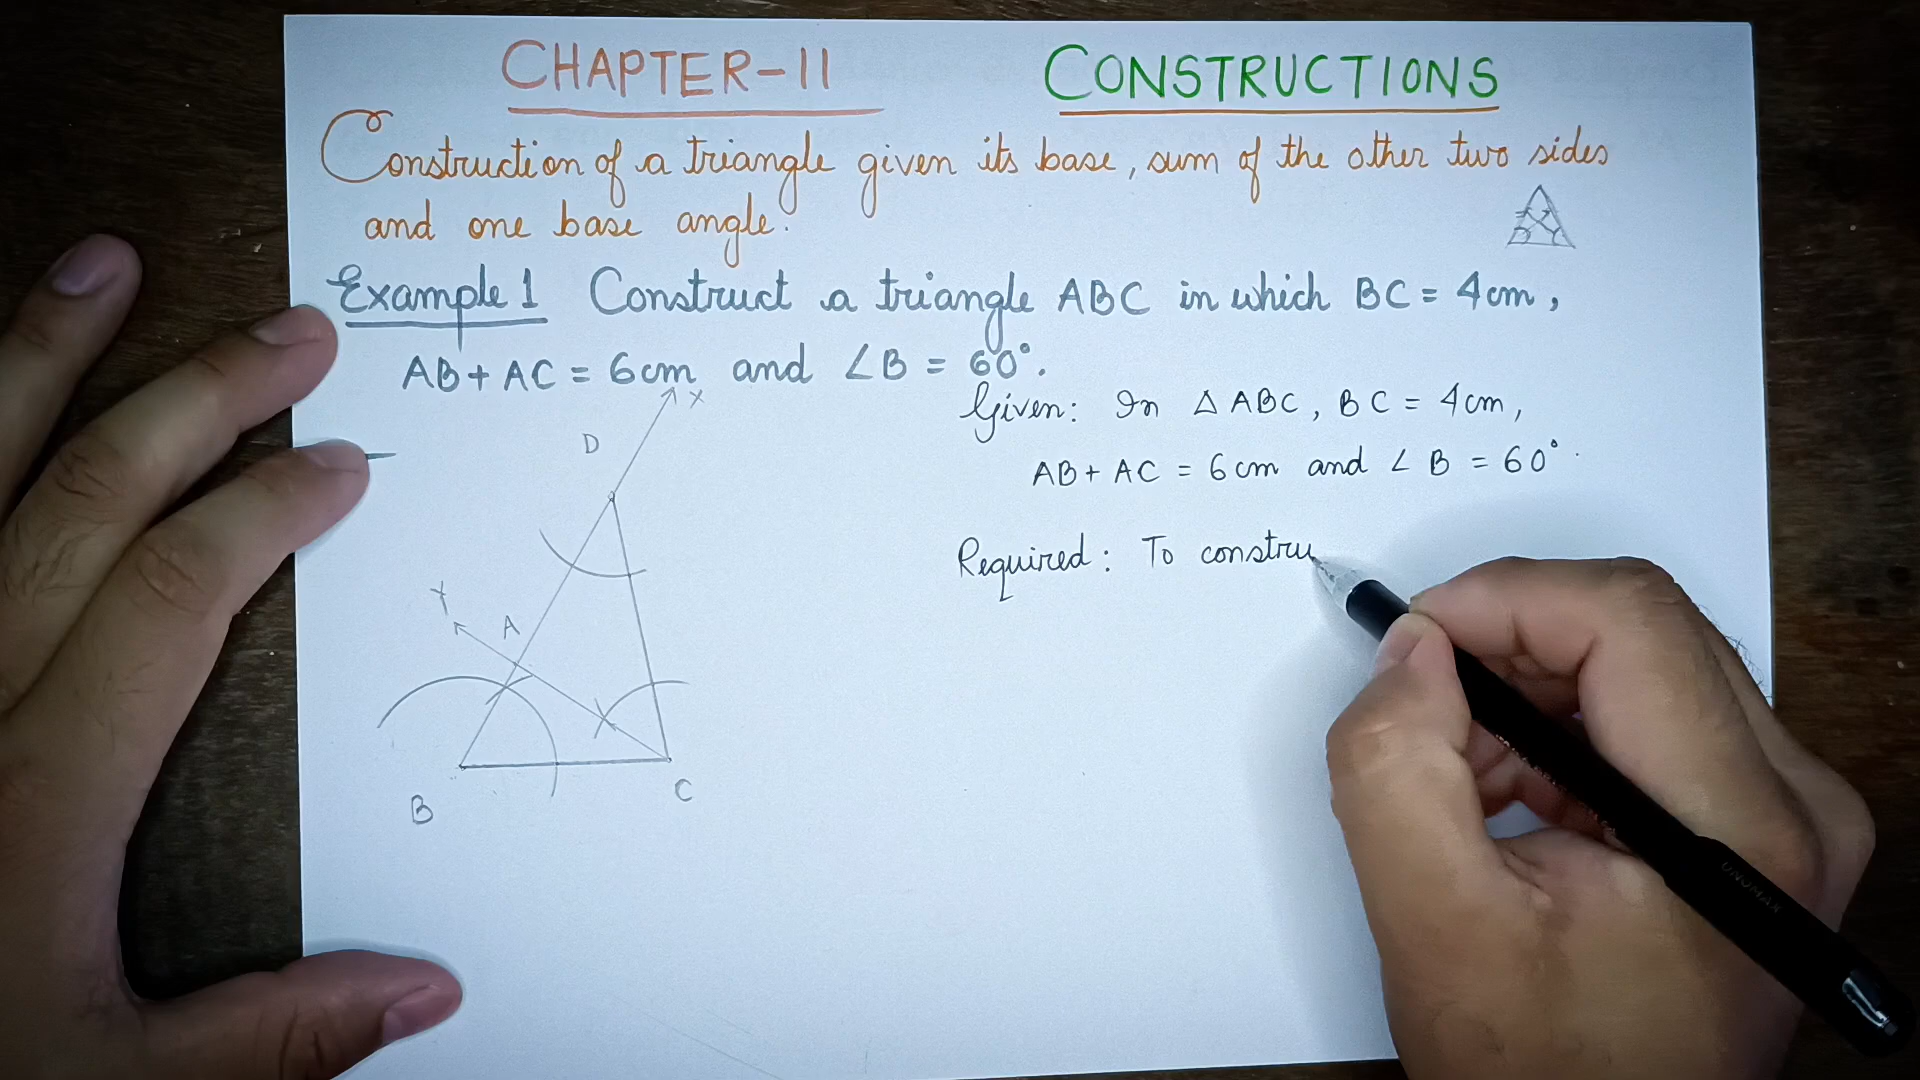 CHAPTER-11 CONSTRUCTIONS
Construction of a triangle given its base, sum of the other two sides
and one base angle.
Example 1 Construct a triangle ABC in which BC = 4cm,
AB + AC = 6cm and ∠B = 60°.
Given: In △ ABC, BC = 4cm,
AB + AC = 6cm and ∠ B = 60°.
Required: To constru
X
D
Y
A
B
C
UNOMAX